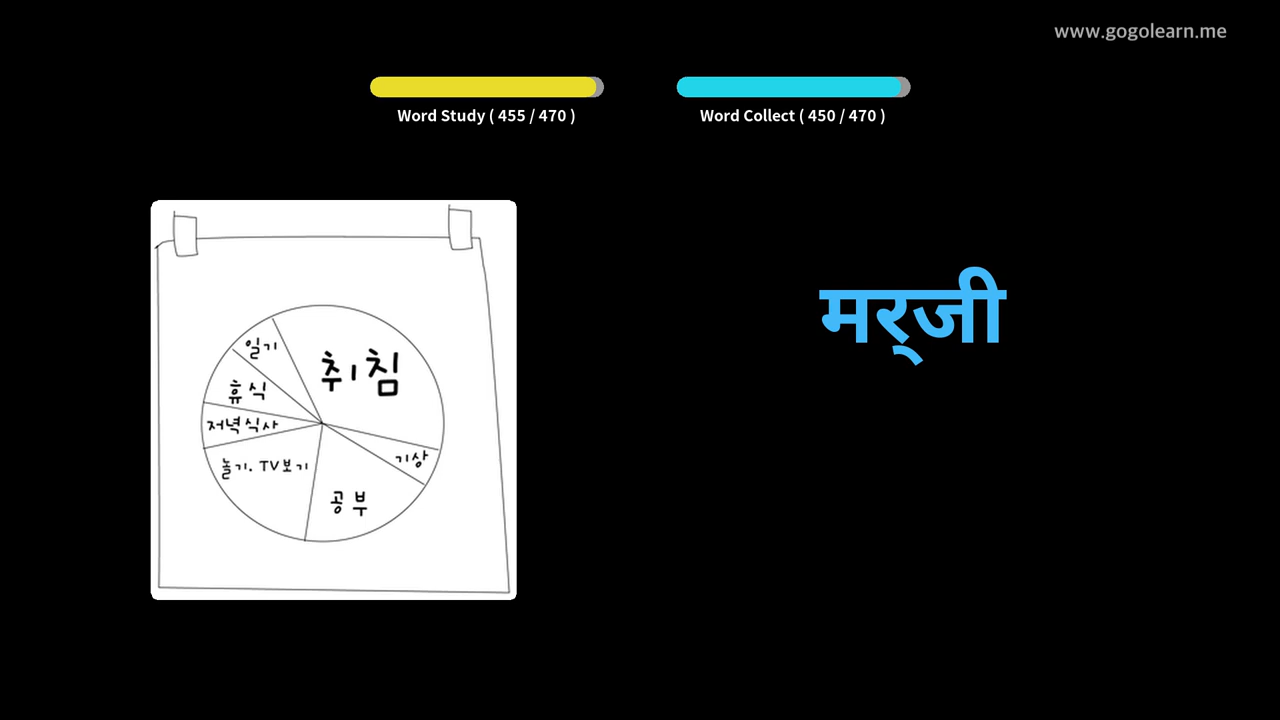 www.gogolearn.me
Word Study ( 455 / 470 )
Word Collect ( 450 / 470 )
일기
취침
휴식
저녁식사
놀기. TV보기
기상
공부
मर्‌जी